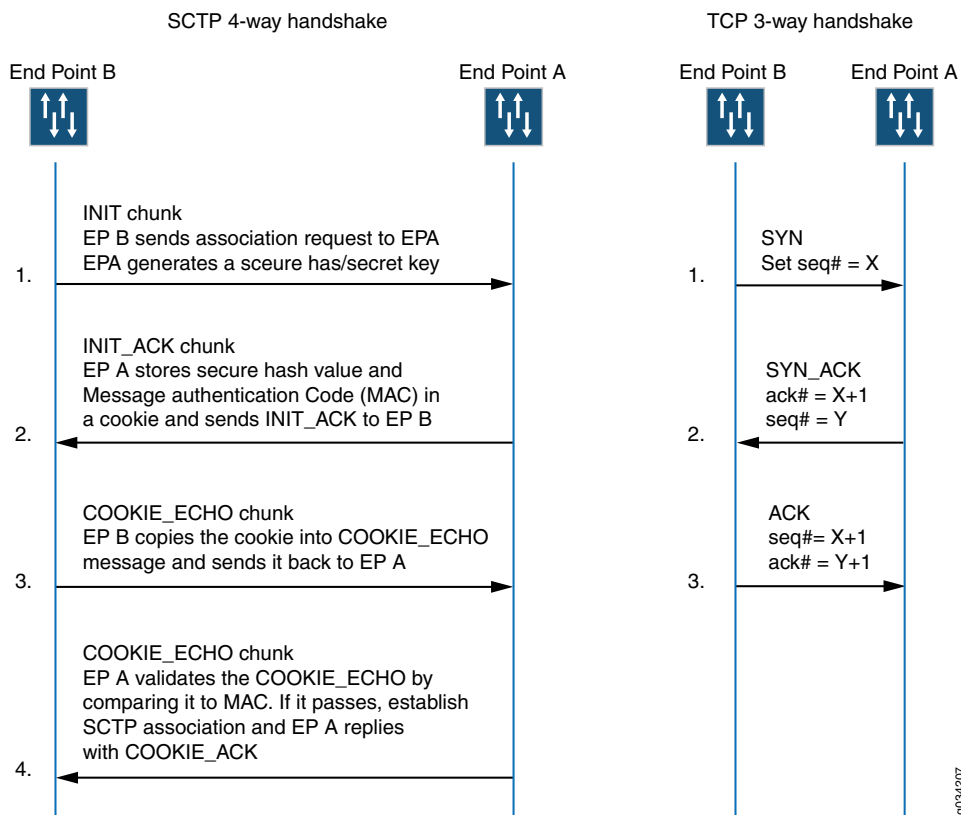 SCTP 4-way handshake
TCP 3-way handshake
End Point B
End Point A
End Point B
End Point A
INIT chunk
EP B sends association request to EPA
EPA generates a sceure has/secret key
1.
INIT_ACK chunk
EP A stores secure hash value and
Message authentication Code (MAC) in
a cookie and sends INIT_ACK to EP B
2.
COOKIE_ECHO chunk
EP B copies the cookie into COOKIE_ECHO
message and sends it back to EP A
3.
COOKIE_ECHO chunk
EP A validates the COOKIE_ECHO by
comparing it to MAC. If it passes, establish
SCTP association and EP A replies
with COOKIE_ACK
4.
SYN
Set seq# = X
1.
SYN_ACK
ack# = X+1
seq# = Y
2.
ACK
seq#= X+1
ack# = Y+1
3.
g034207